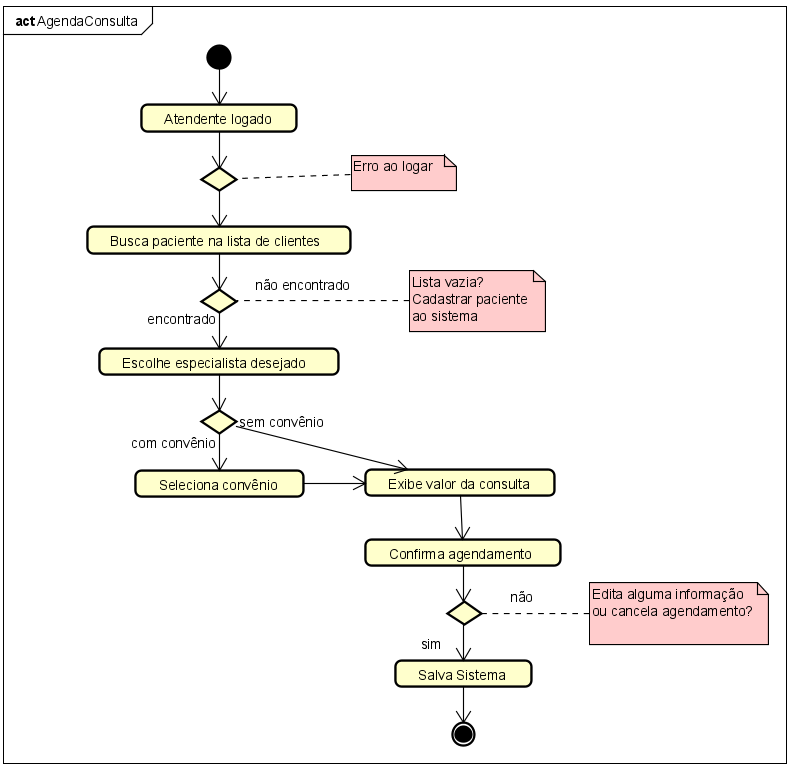 act AgendaConsulta
Atendente logado
Erro ao logar
Busca paciente na lista de clientes
não encontrado
Lista vazia?
Cadastrar paciente
ao sistema
encontrado
Escolhe especialista desejado
sem convênio
com convênio
Seleciona convênio
Exibe valor da consulta
Confirma agendamento
não
Edita alguma informação
ou cancela agendamento?
sim
Salva Sistema